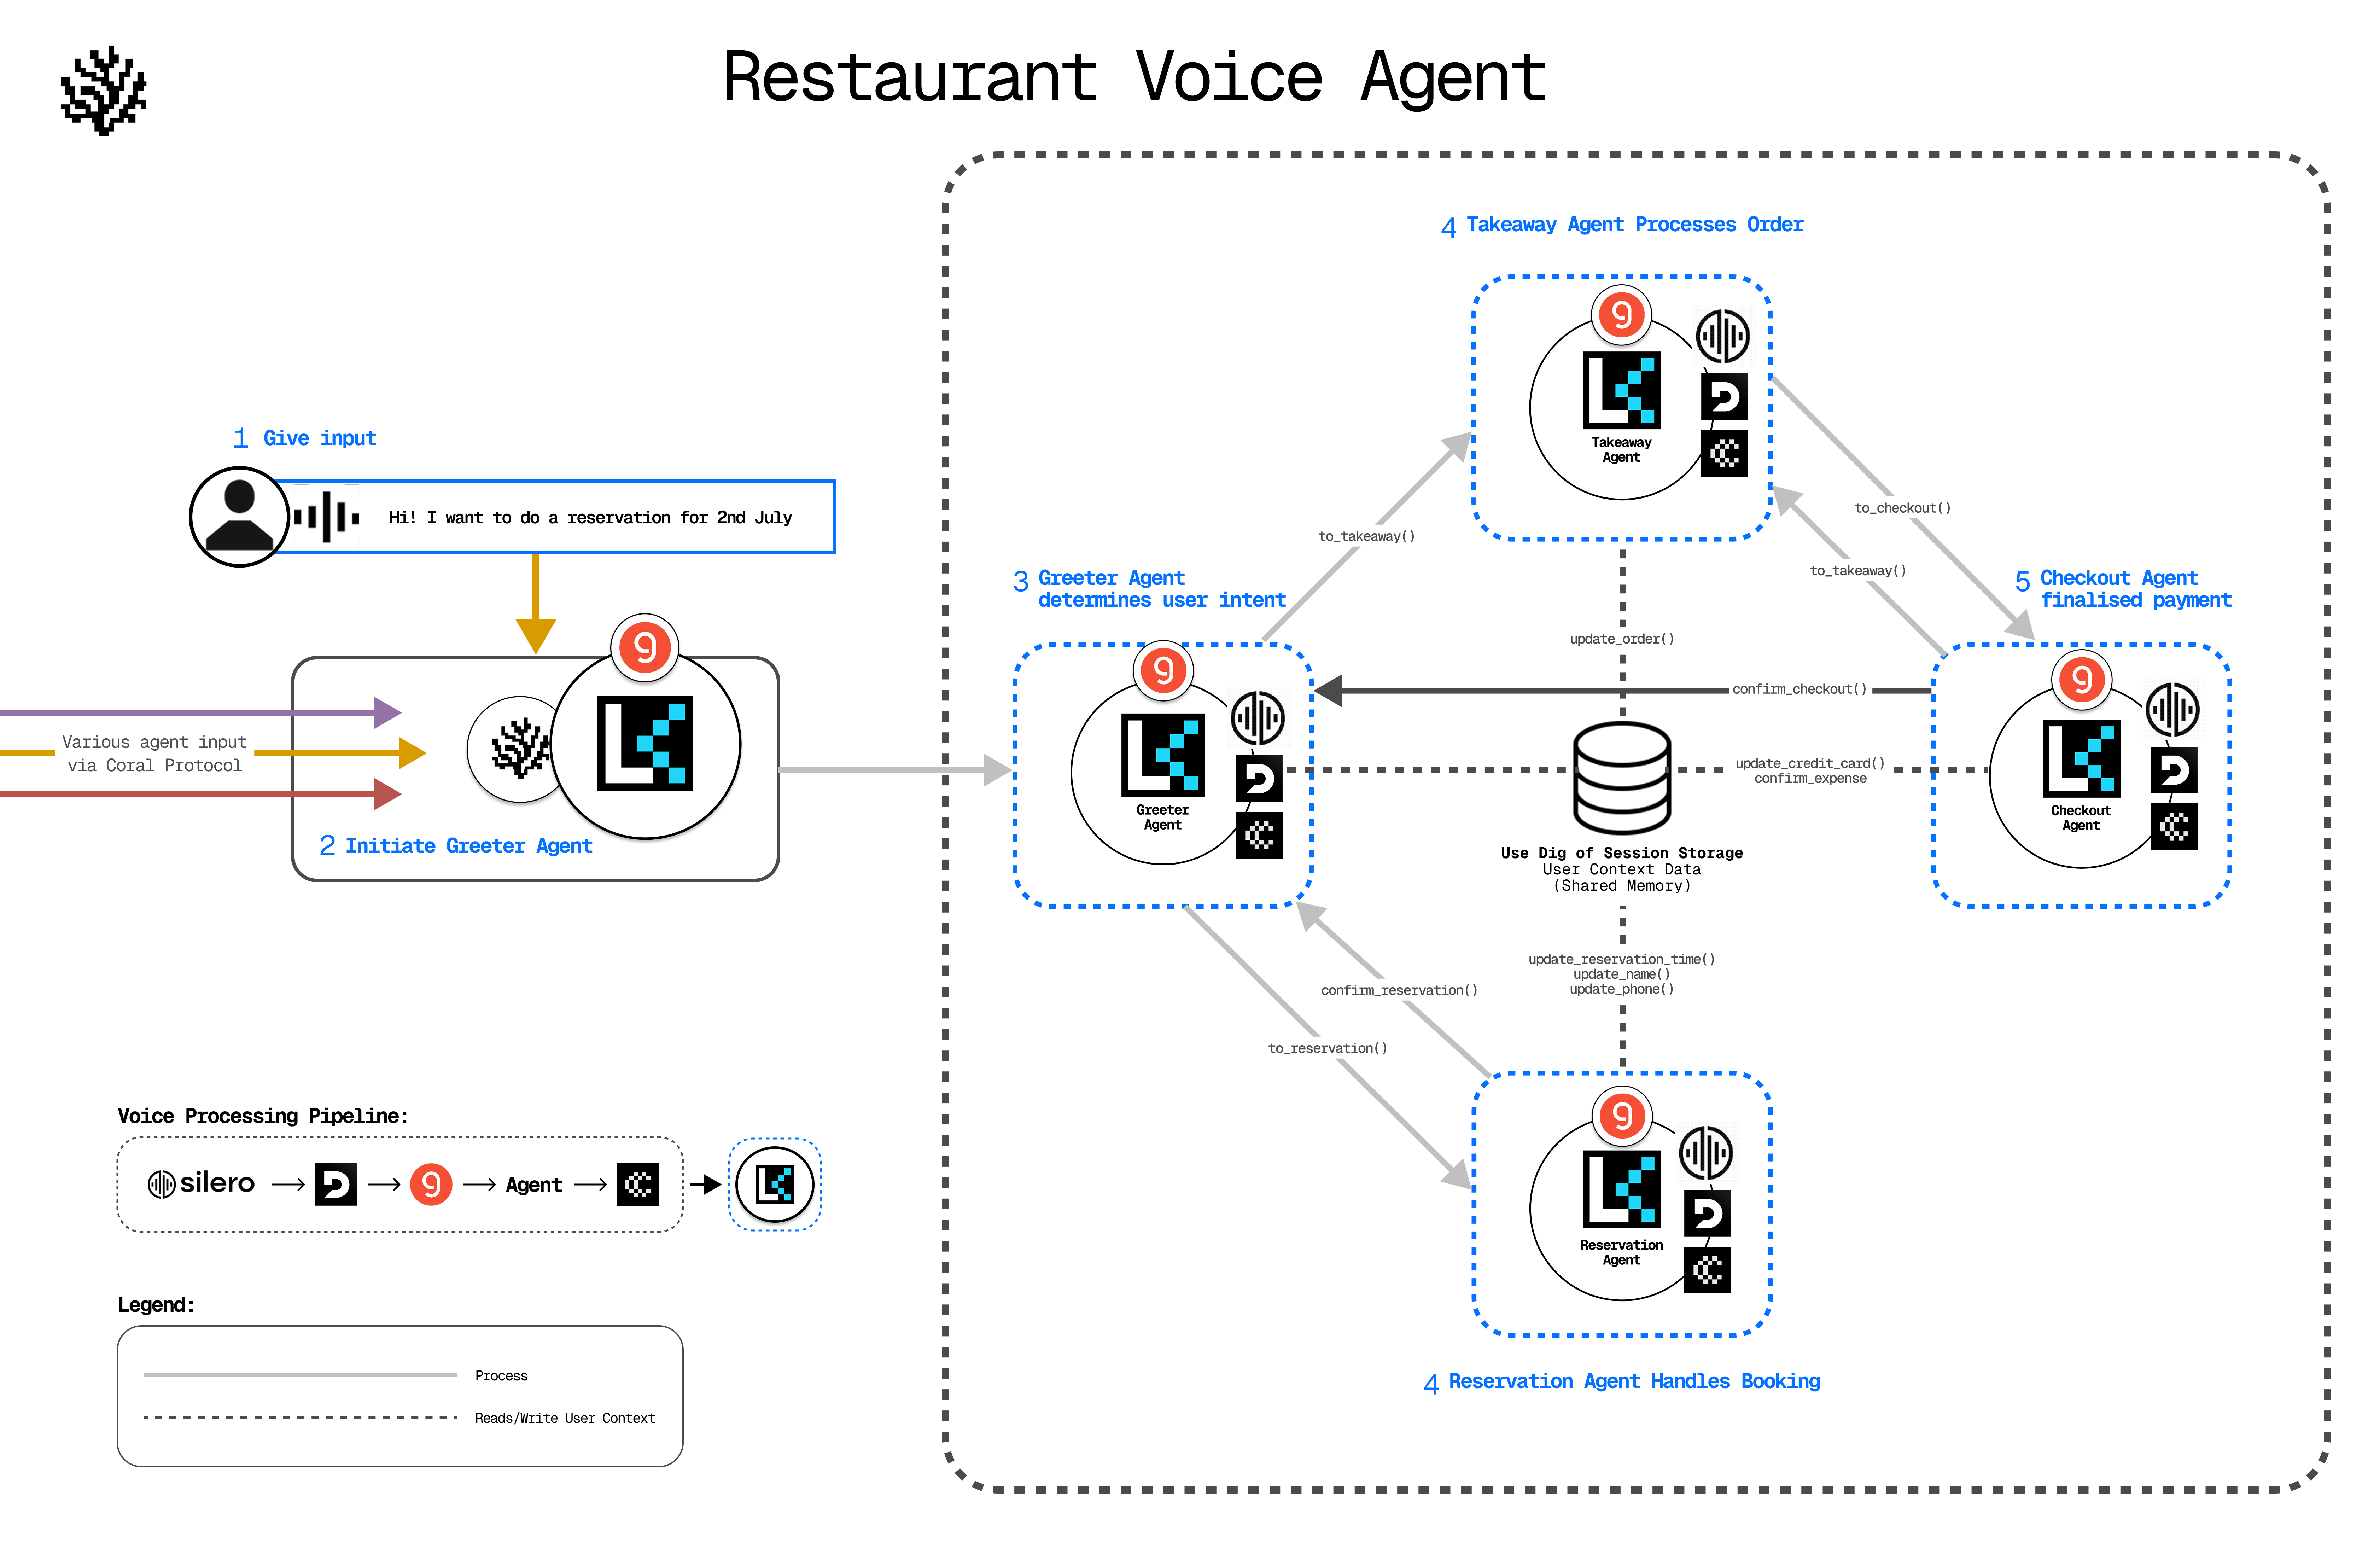 Restaurant Voice Agent
1 Give input
Hi! I want to do a reservation for 2nd July
Various agent input
via Coral Protocol
2 Initiate Greeter Agent
3 Greeter Agent
determines user intent
Greeter
Agent
to_takeaway()
4 Takeaway Agent Processes Order
Takeaway
Agent
to_checkout()
to_takeaway()
5 Checkout Agent
finalised payment
Checkout
Agent
update_order()
confirm_checkout()
update_credit_card()
confirm_expense
Use Dig of Session Storage
User Context Data
(Shared Memory)
update_reservation_time()
update_name()
update_phone()
confirm_reservation()
to_reservation()
Reservation
Agent
4 Reservation Agent Handles Booking
Voice Processing Pipeline:
silero
Agent
Legend:
Process
Reads/Write User Context